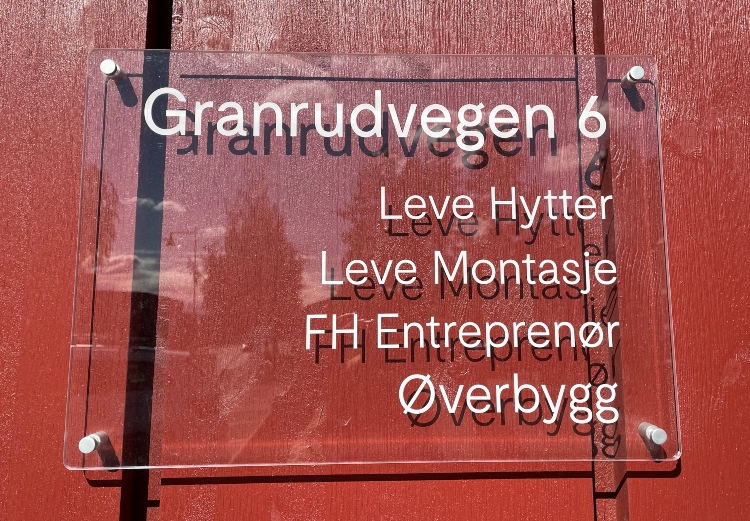 Granrudvegen 6
Leve Hytter
Leve Montasje
FH Entreprenør
Øverbygg